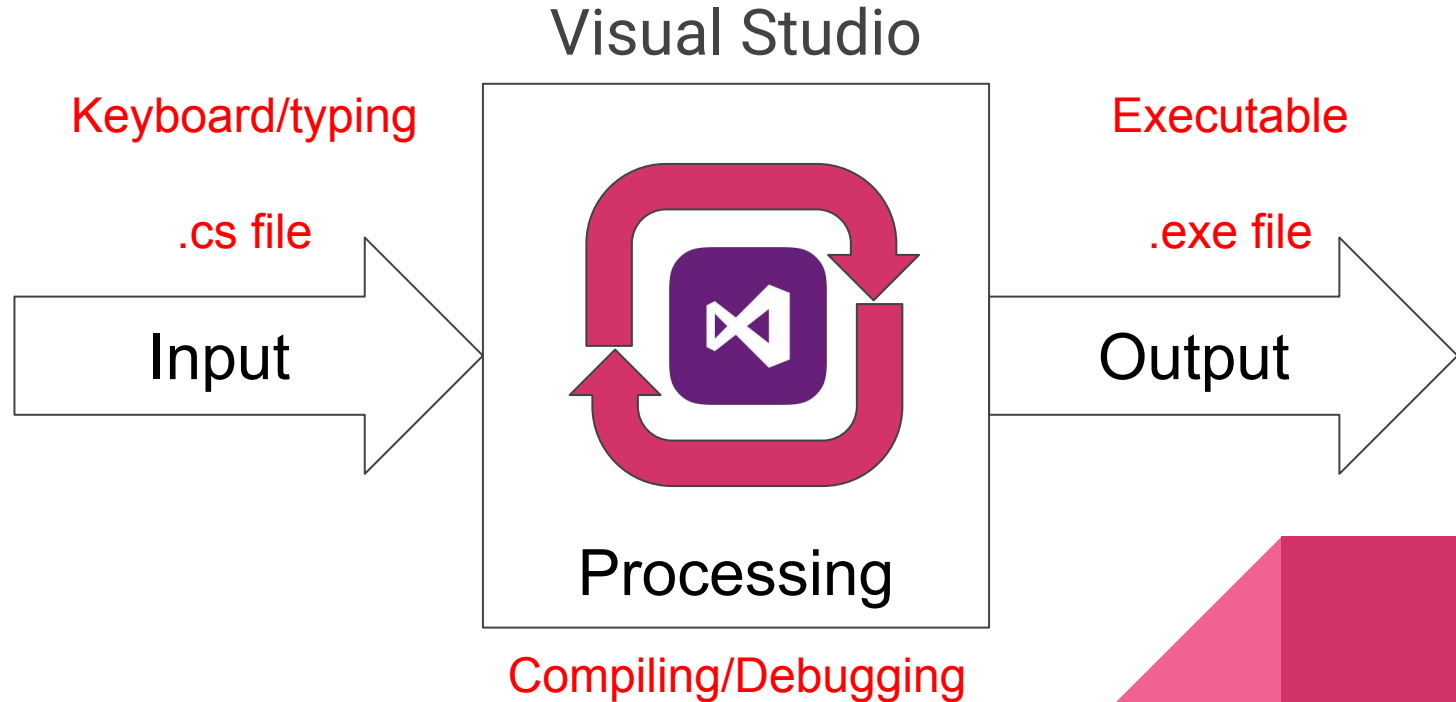 Visual Studio
Keyboard/typing
.cs file
Input
Processing
Compiling/Debugging
Executable
.exe file
Output